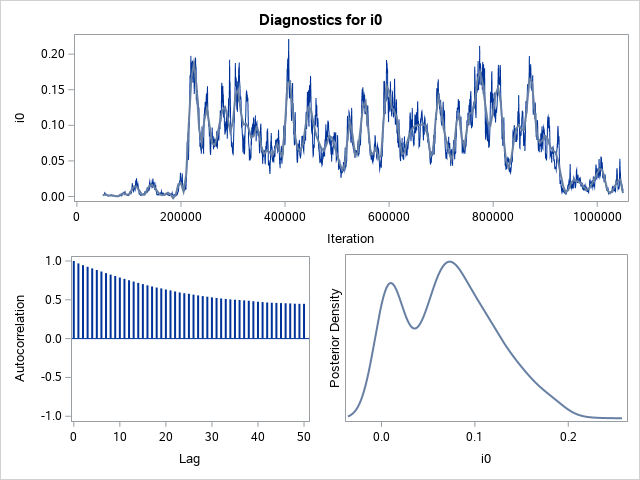 Diagnostics for i0
i0
0.20
0.15
0.10
0.05
0.00
0 200000 400000 600000 800000 1000000
Iteration
Autocorrelation
1.0
0.5
0.0
-0.5
-1.0
0 10 20 30 40 50
Lag
Posterior Density
0.0 0.1 0.2
i0